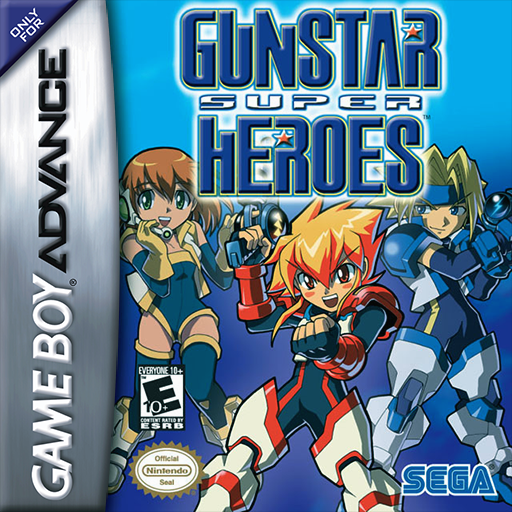 ONLY
FOR
GAME BOY ADVANCE
GUNSTAR
SUPER
HEROES
™
EVERYONE 10+
E
10+
CONTENT RATED BY
ESRB
Official
Nintendo
Seal
SEGA